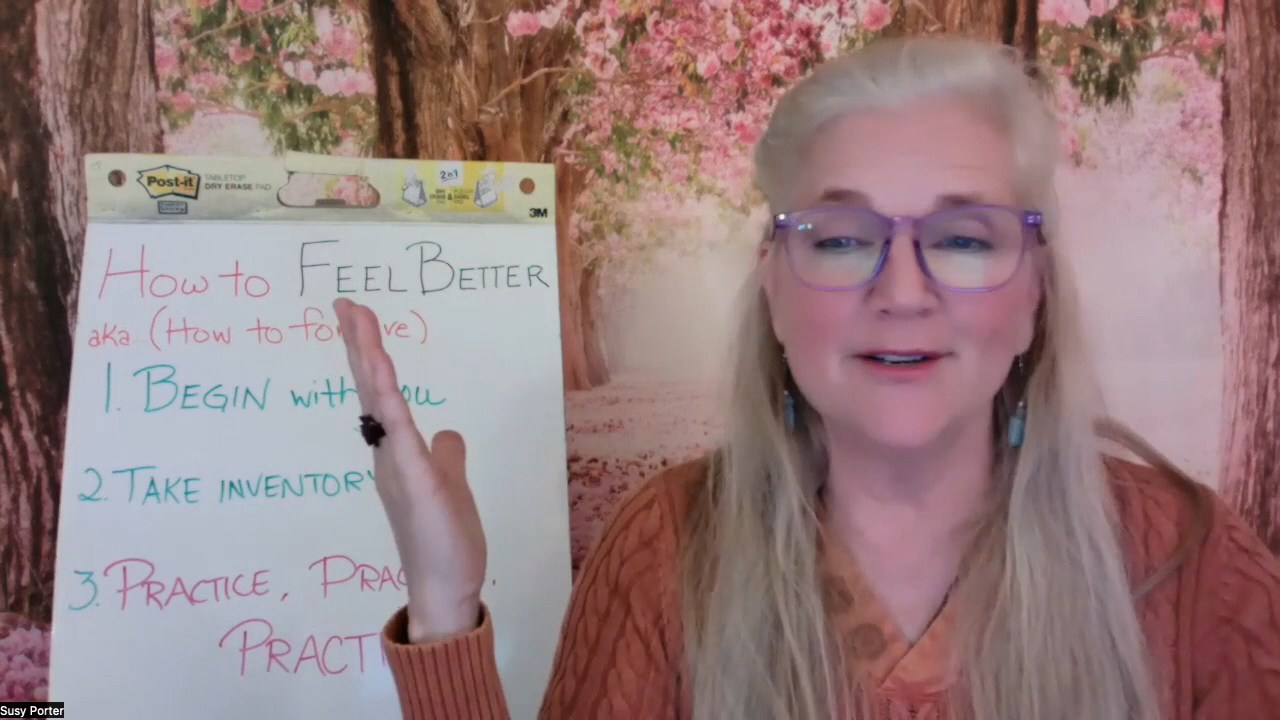 Post-it
TABLETOP
DRY ERASE PAD
2in1
3M
How to FEEL BETTER
aka (How to
1. BEGIN with
2. TAKE INVENTORY
3. PRACTICE,
Susy Porter